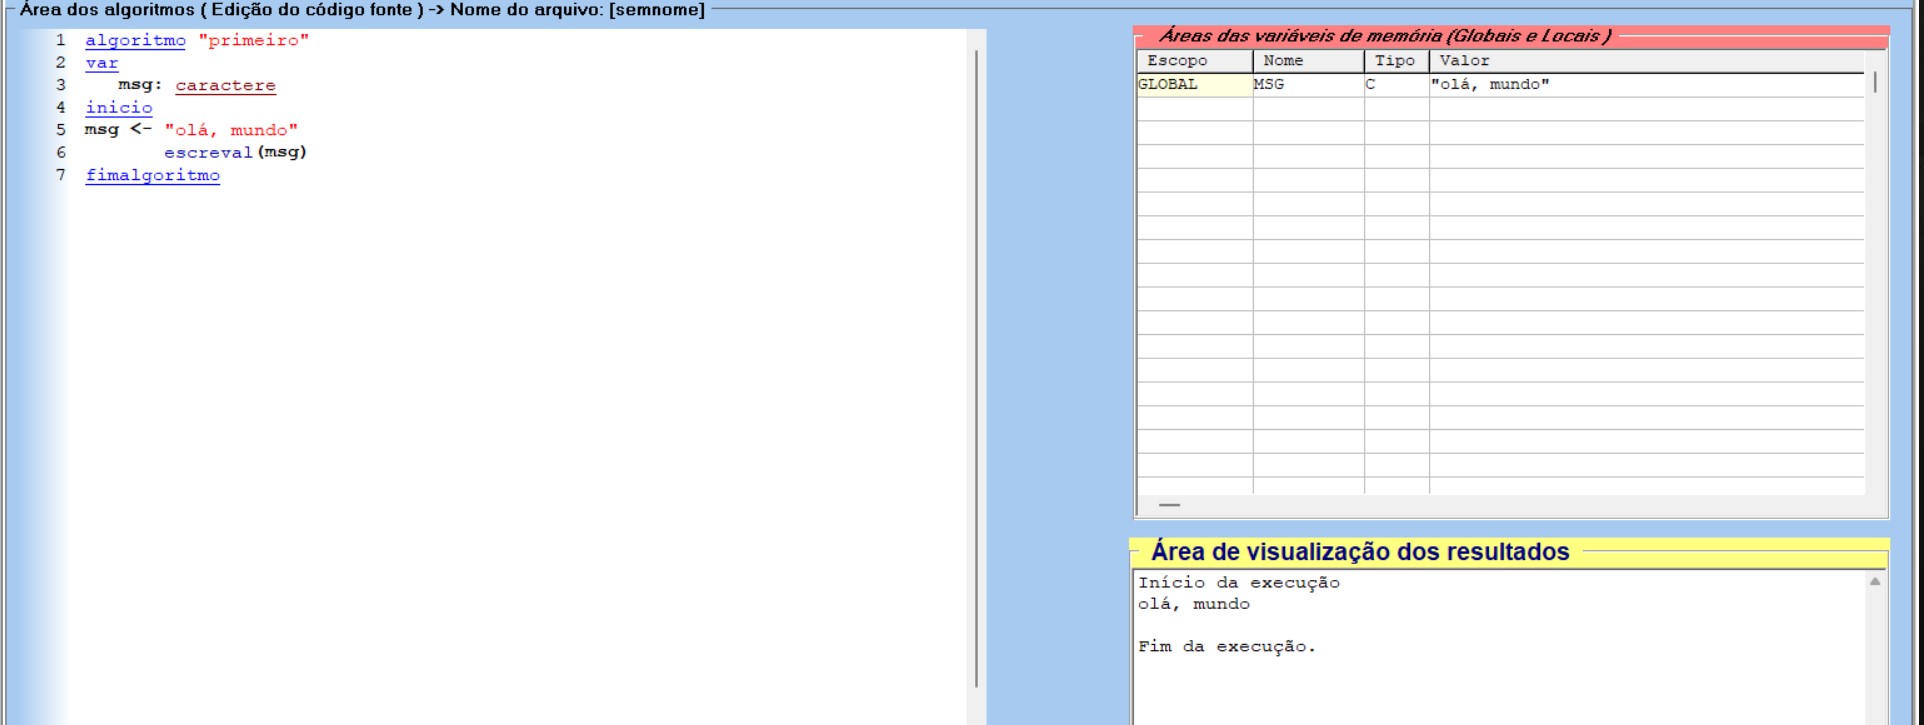 Área dos algoritmos ( Edição do código fonte ) -> Nome do arquivo: [semnome]
1 algoritmo "primeiro"
2 var
3 msg: caractere
4 inicio
5 msg <- "olá, mundo"
6 escreval(msg)
7 fimalgoritmo
Áreas das variáveis de memória (Globais e Locais )
Escopo Nome Tipo Valor
GLOBAL MSG C "olá, mundo"
Área de visualização dos resultados
Início da execução
olá, mundo
Fim da execução.